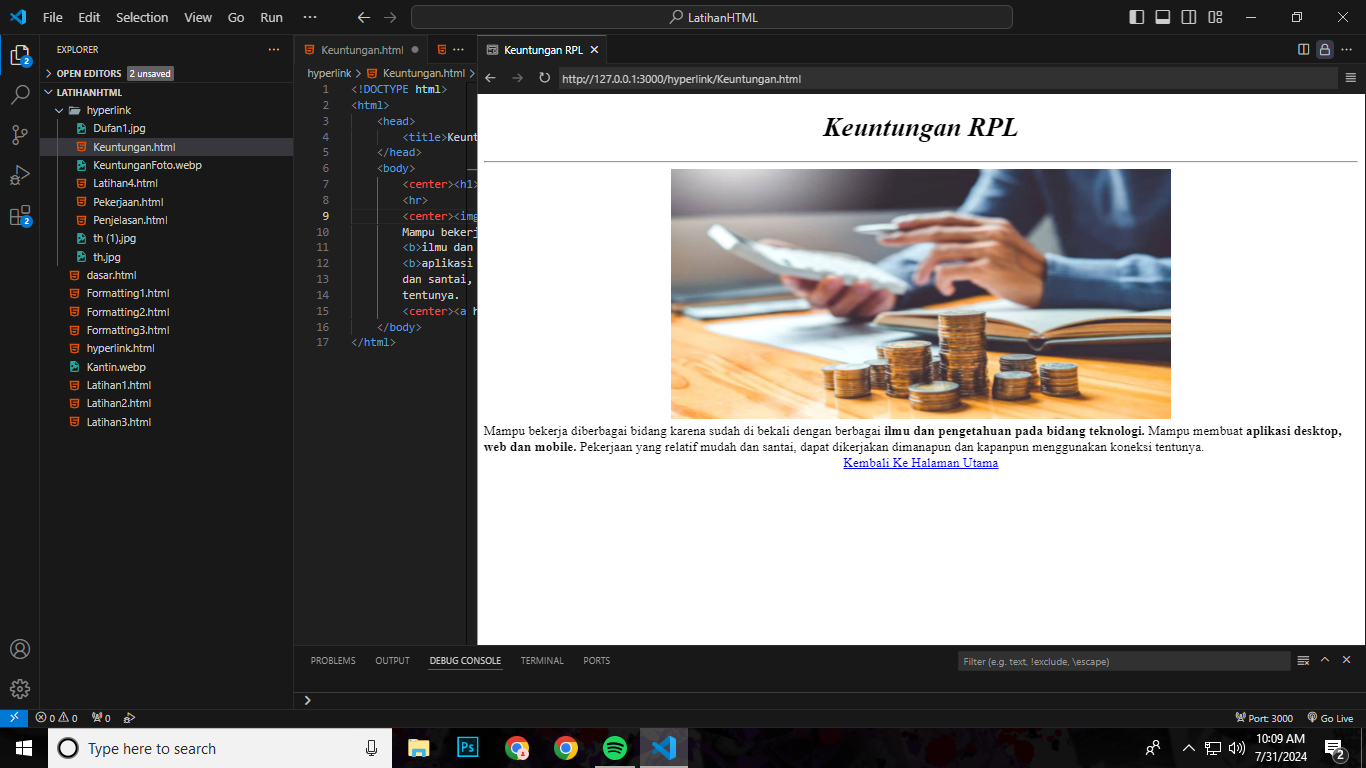 File Edit Selection View Go Run ···
LatihanHTML
EXPLORER
OPEN EDITORS 2 unsaved
LATIHANHTML
hyperlink
Dufan1.jpg
Keuntungan.html
KeuntunganFoto.webp
Latihan4.html
Pekerjaan.html
Penjelasan.html
th (1).jpg
th.jpg
dasar.html
Formatting1.html
Formatting2.html
Formatting3.html
hyperlink.html
Kantin.webp
Latihan1.html
Latihan2.html
Latihan3.html
2
2
Keuntungan.html
hyperlink > Keuntungan.html >
1 <!DOCTYPE html>
2 <html>
3 <head>
4 <title>Keunt
5 </head>
6 <body>
7 <center><h1>
8 <hr>
9 <center><img
10 Mampu bekerj
11 <b>ilmu dan
12 <b>aplikasi
13 dan santai,
14 tentunya.
15 <center><a h
16 </body>
17 </html>
Keuntungan RPL
http://127.0.0.1:3000/hyperlink/Keuntungan.html
Keuntungan RPL
Mampu bekerja diberbagai bidang karena sudah di bekali dengan berbagai ilmu dan pengetahuan pada bidang teknologi. Mampu membuat aplikasi desktop,
web dan mobile. Pekerjaan yang relatif mudah dan santai, dapat dikerjakan dimanapun dan kapanpun menggunakan koneksi tentunya.
Kembali Ke Halaman Utama
PROBLEMS OUTPUT DEBUG CONSOLE TERMINAL PORTS
Filter (e.g. text, !exclude, \escape)
0 0 0
Port: 3000 Go Live
Type here to search
Ps
10:09 AM
7/31/2024
2